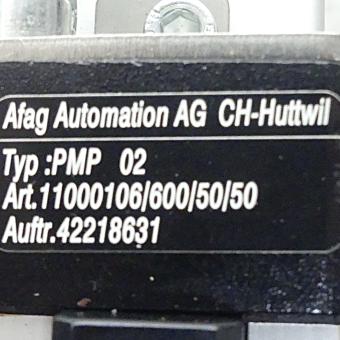 Afag Automation AG CH-Huttwil
Typ :PMP 02
Art.11000106/600/50/50
Auftr.42218631